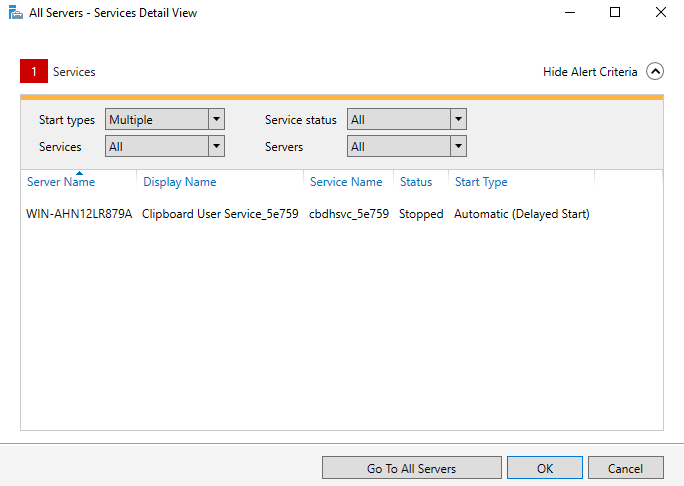 All Servers - Services Detail View
1 Services Hide Alert Criteria
Start types Multiple Service status All
Services All Servers All
Server Name Display Name Service Name Status Start Type
WIN-AHN12LR879A Clipboard User Service_5e759 cbdhsvc_5e759 Stopped Automatic (Delayed Start)
Go To All Servers OK Cancel